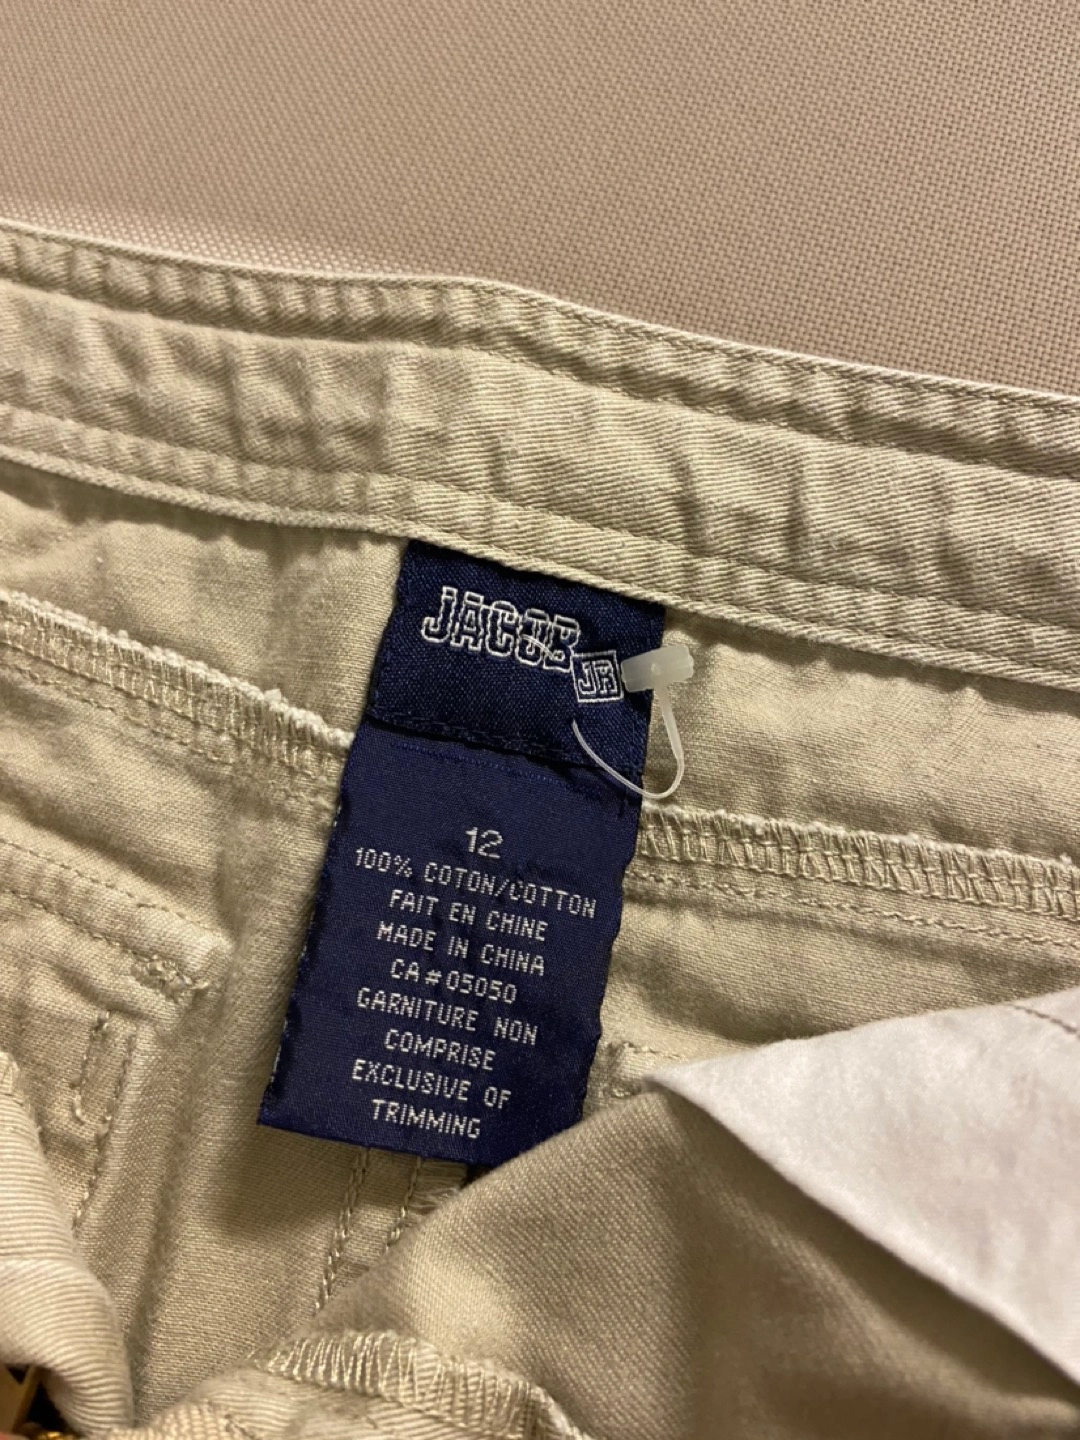 JACOB
JR
12
100% COTON/COTTON
FAIT EN CHINE
MADE IN CHINA
CA#05050
GARNITURE NON
COMPRISE
EXCLUSIVE OF
TRIMMING